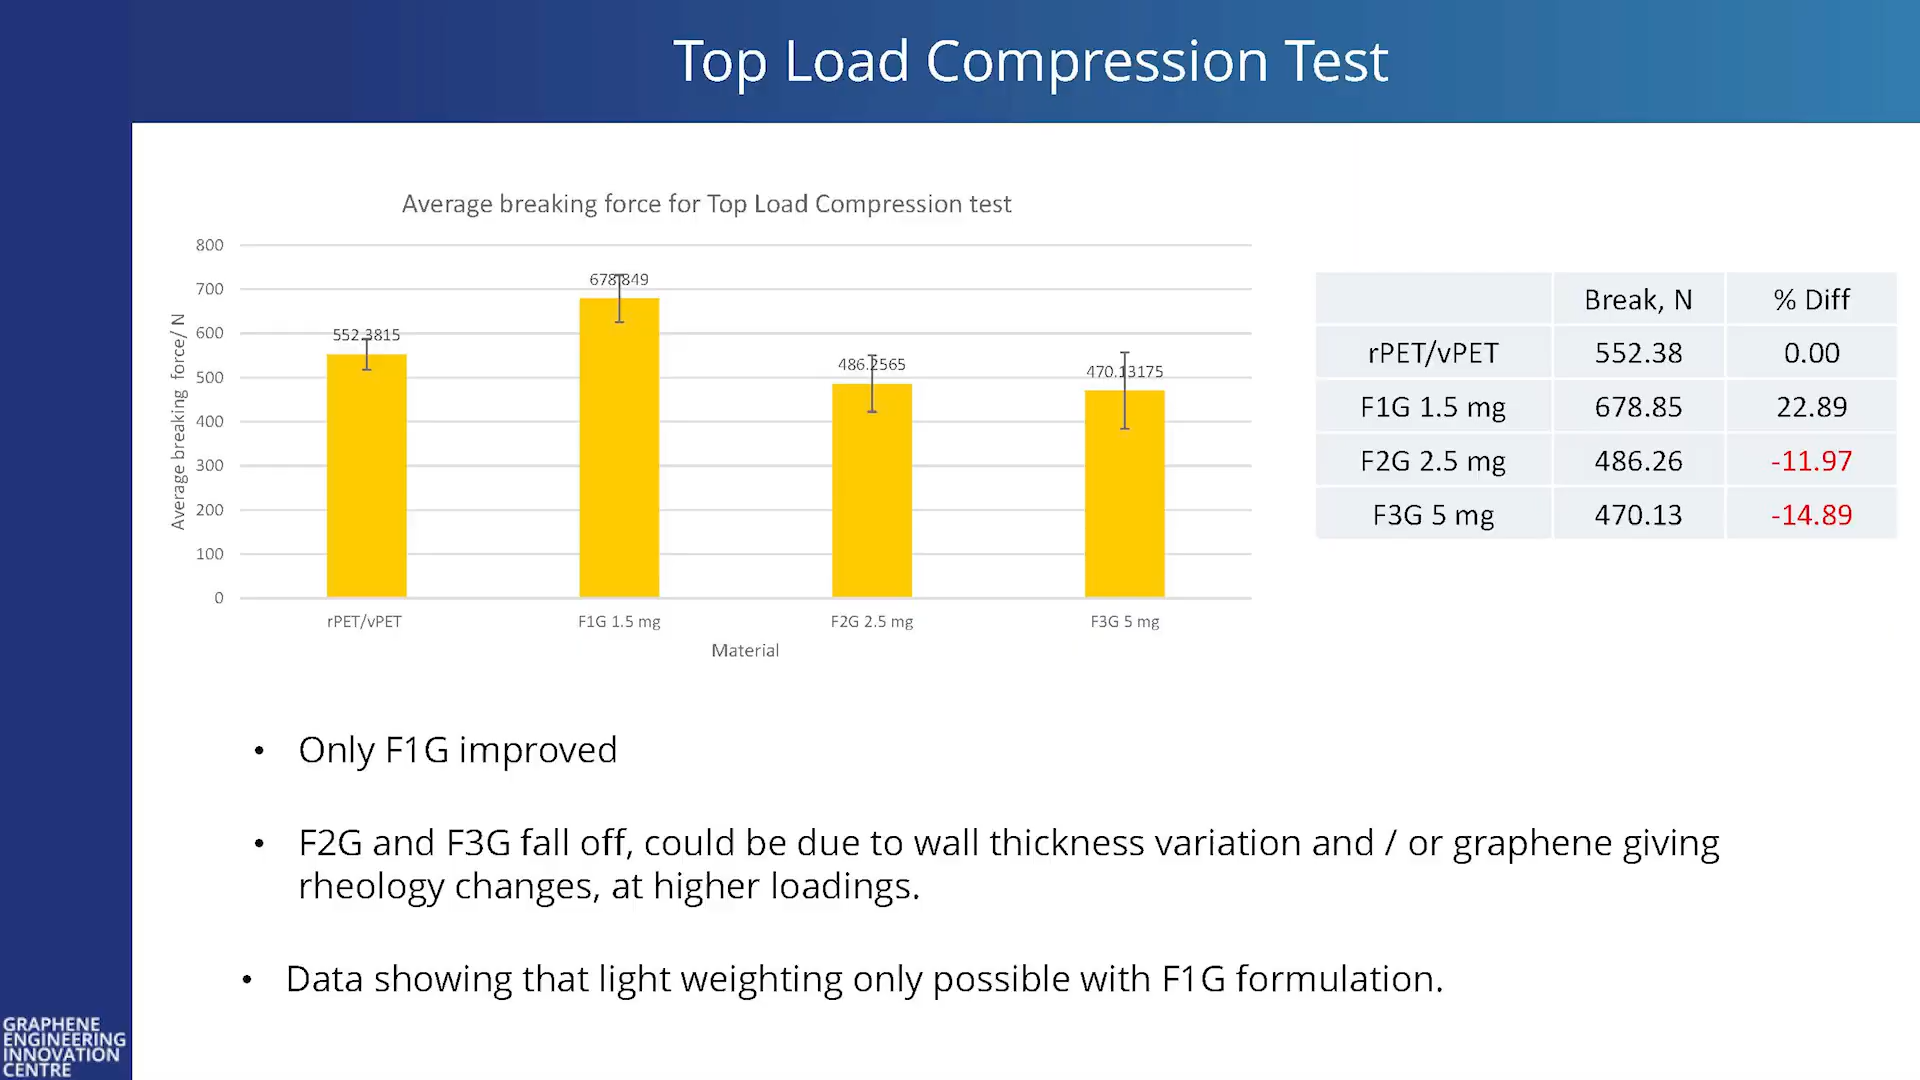 Top Load Compression Test
Average breaking force for Top Load Compression test
Average breaking force/ N
800
700
600
500
400
300
200
100
0
552.3815
678.849
486.2565
470.13175
rPET/vPET
F1G 1.5 mg
F2G 2.5 mg
F3G 5 mg
Material
Break, N % Diff
rPET/vPET 552.38 0.00
F1G 1.5 mg 678.85 22.89
F2G 2.5 mg 486.26 -11.97
F3G 5 mg 470.13 -14.89
• Only F1G improved
• F2G and F3G fall off, could be due to wall thickness variation and / or graphene giving
rheology changes, at higher loadings.
• Data showing that light weighting only possible with F1G formulation.
GRAPHENE
ENGINEERING
INNOVATION
CENTRE